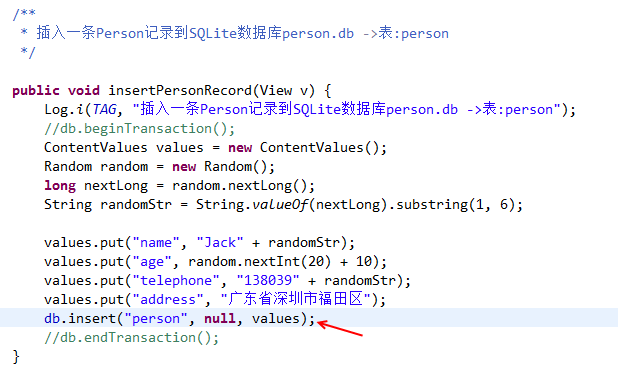 /**
 * 插入一条Person记录到SQLite数据库person.db ->表:person
 */
public void insertPersonRecord(View v) {
    Log.i(TAG, "插入一条Person记录到SQLite数据库person.db ->表:person");
    //db.beginTransaction();
    ContentValues values = new ContentValues();
    Random random = new Random();
    long nextLong = random.nextLong();
    String randomStr = String.valueOf(nextLong).substring(1, 6);
    values.put("name", "Jack" + randomStr);
    values.put("age", random.nextInt(20) + 10);
    values.put("telephone", "138039" + randomStr);
    values.put("address", "广东省深圳市福田区");
    db.insert("person", null, values);
    //db.endTransaction();
}